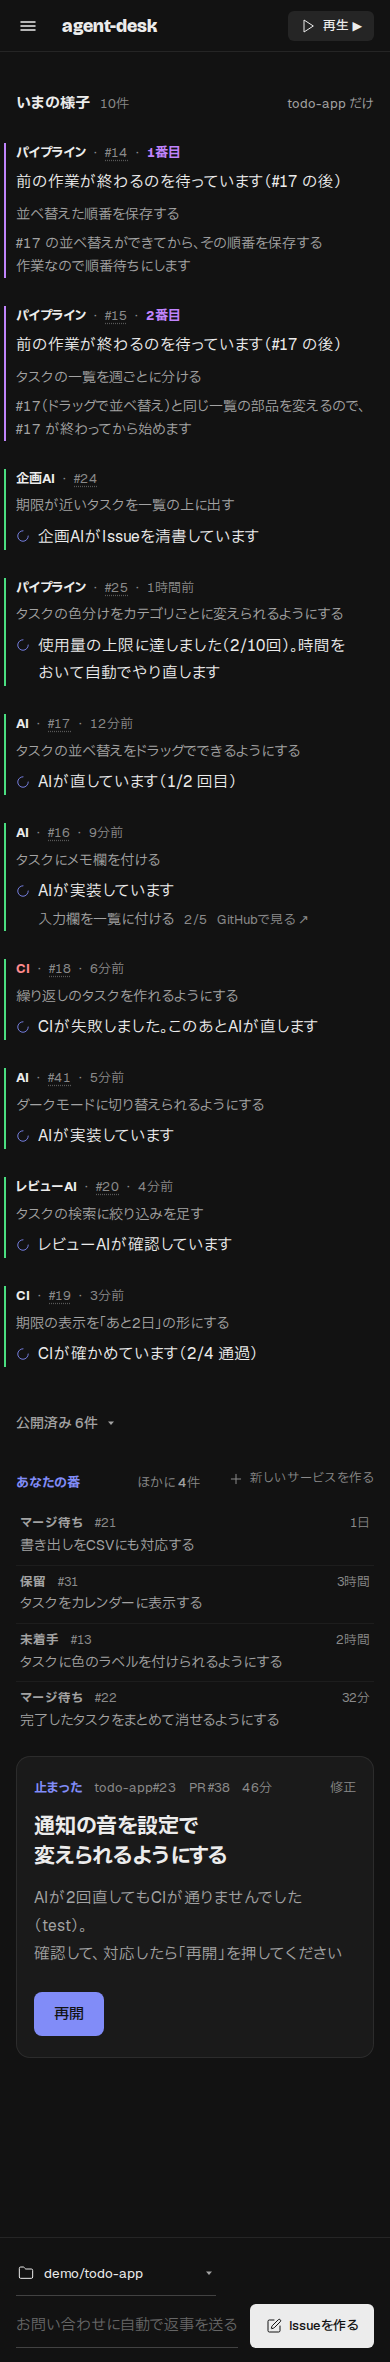 agent-desk
再生 ▶
いまの様子 10件 todo-app だけ
パイプライン · #14 · 1番目
前の作業が終わるのを待っています（#17 の後）
並べ替えた順番を保存する
#17 の並べ替えができてから、その順番を保存する
作業なので順番待ちにします
パイプライン · #15 · 2番目
前の作業が終わるのを待っています（#17 の後）
タスクの一覧を週ごとに分ける
#17（ドラッグで並べ替え）と同じ一覧の部品を変えるので、
#17 が終わってから始めます
企画AI · #24
期限が近いタスクを一覧の上に出す
企画AIがIssueを清書しています
パイプライン · #25 · 1時間前
タスクの色分けをカテゴリごとに変えられるようにする
使用量の上限に達しました（2/10回）。時間を
おいて自動でやり直します
AI · #17 · 12分前
タスクの並べ替えをドラッグでできるようにする
AIが直しています（1/2 回目）
AI · #16 · 9分前
タスクにメモ欄を付ける
AIが実装しています
入力欄を一覧に付ける 2/5 GitHubで見る ↗
CI · #18 · 6分前
繰り返しのタスクを作れるようにする
CIが失敗しました。このあとAIが直します
AI · #41 · 5分前
ダークモードに切り替えられるようにする
AIが実装しています
レビューAI · #20 · 4分前
タスクの検索に絞り込みを足す
レビューAIが確認しています
CI · #19 · 3分前
期限の表示を「あと2日」の形にする
CIが確かめています（2/4 通過）
公開済み 6件
あなたの番 ほかに4件 ＋ 新しいサービスを作る
マージ待ち #21 1日
書き出しをCSVにも対応する
保留 #31 3時間
タスクをカレンダーに表示する
未着手 #13 2時間
タスクに色のラベルを付けられるようにする
マージ待ち #22 32分
完了したタスクをまとめて消せるようにする
止まった todo-app#23 PR#38 46分 修正
通知の音を設定で
変えられるようにする
AIが2回直してもCIが通りませんでした
（test）。
確認して、対応したら「再開」を押してください
再開
demo/todo-app
お問い合わせに自動で返事を送る
Issueを作る